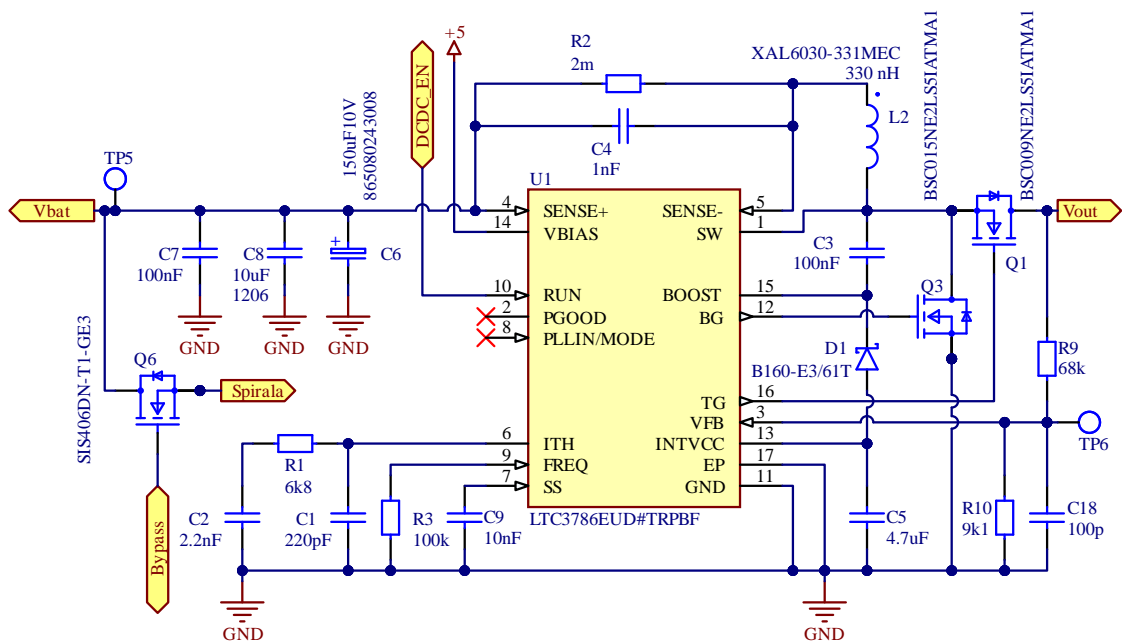 +5
R2
2m
XAL6030-331MEC
330 nH
BSC015NE2LS5IATMA1
BSC009NE2LS5IATMA1
DCDC_EN
150uF10V
865080243008
C4
1nF
L2
TP5
U1
Vbat
4
SENSE+
SENSE-
5
Vout
14
VBIAS
SW
1
C7
100nF
C8
10uF
1206
+
C6
C3
100nF
Q1
10
RUN
BOOST
15
2
PGOOD
BG
12
Q3
8
PLLIN/MODE
GND
GND
GND
D1
B160-E3/61T
R9
68k
SIS406DN-T1-GE3
Q6
Spirala
TG
16
VFB
3
TP6
6
ITH
INTVCC
13
9
FREQ
EP
17
7
SS
GND
11
R1
6k8
LTC3786EUD#TRPBF
Bypass
C2
2.2nF
C1
220pF
R3
100k
C9
10nF
C5
4.7uF
R10
9k1
C18
100p
GND
GND